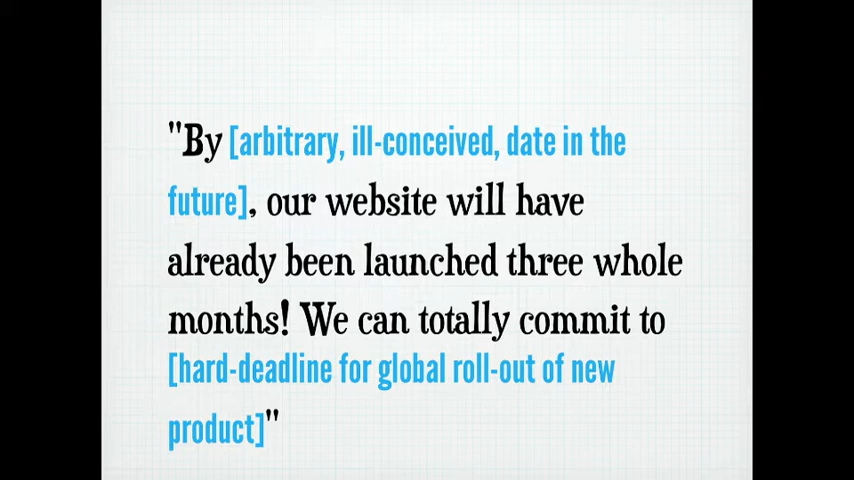 "By [arbitrary, ill-conceived, date in the
future], our website will have
already been launched three whole
months! We can totally commit to
[hard-deadline for global roll-out of new
product]"